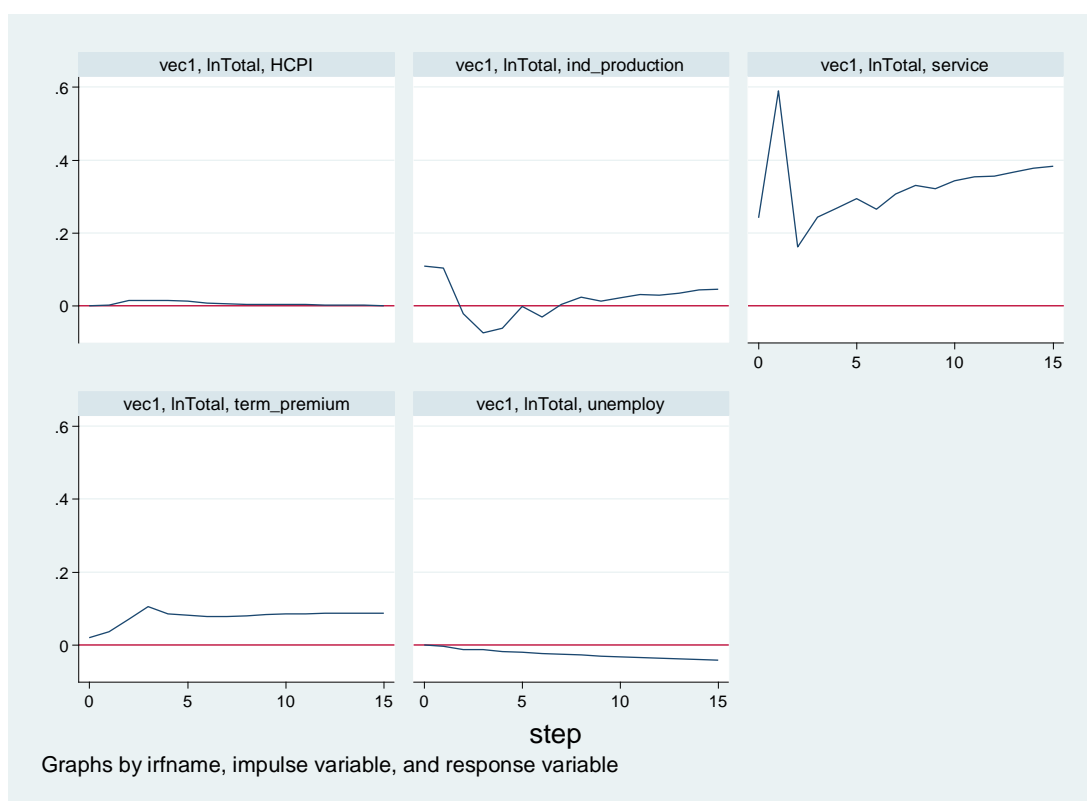 vec1, lnTotal, HCPI
vec1, lnTotal, ind_production
vec1, lnTotal, service
.6
.4
.2
0
0
5
10
15
vec1, lnTotal, term_premium
vec1, lnTotal, unemploy
.6
.4
.2
0
0
5
10
15
0
5
10
15
step
Graphs by irfname, impulse variable, and response variable